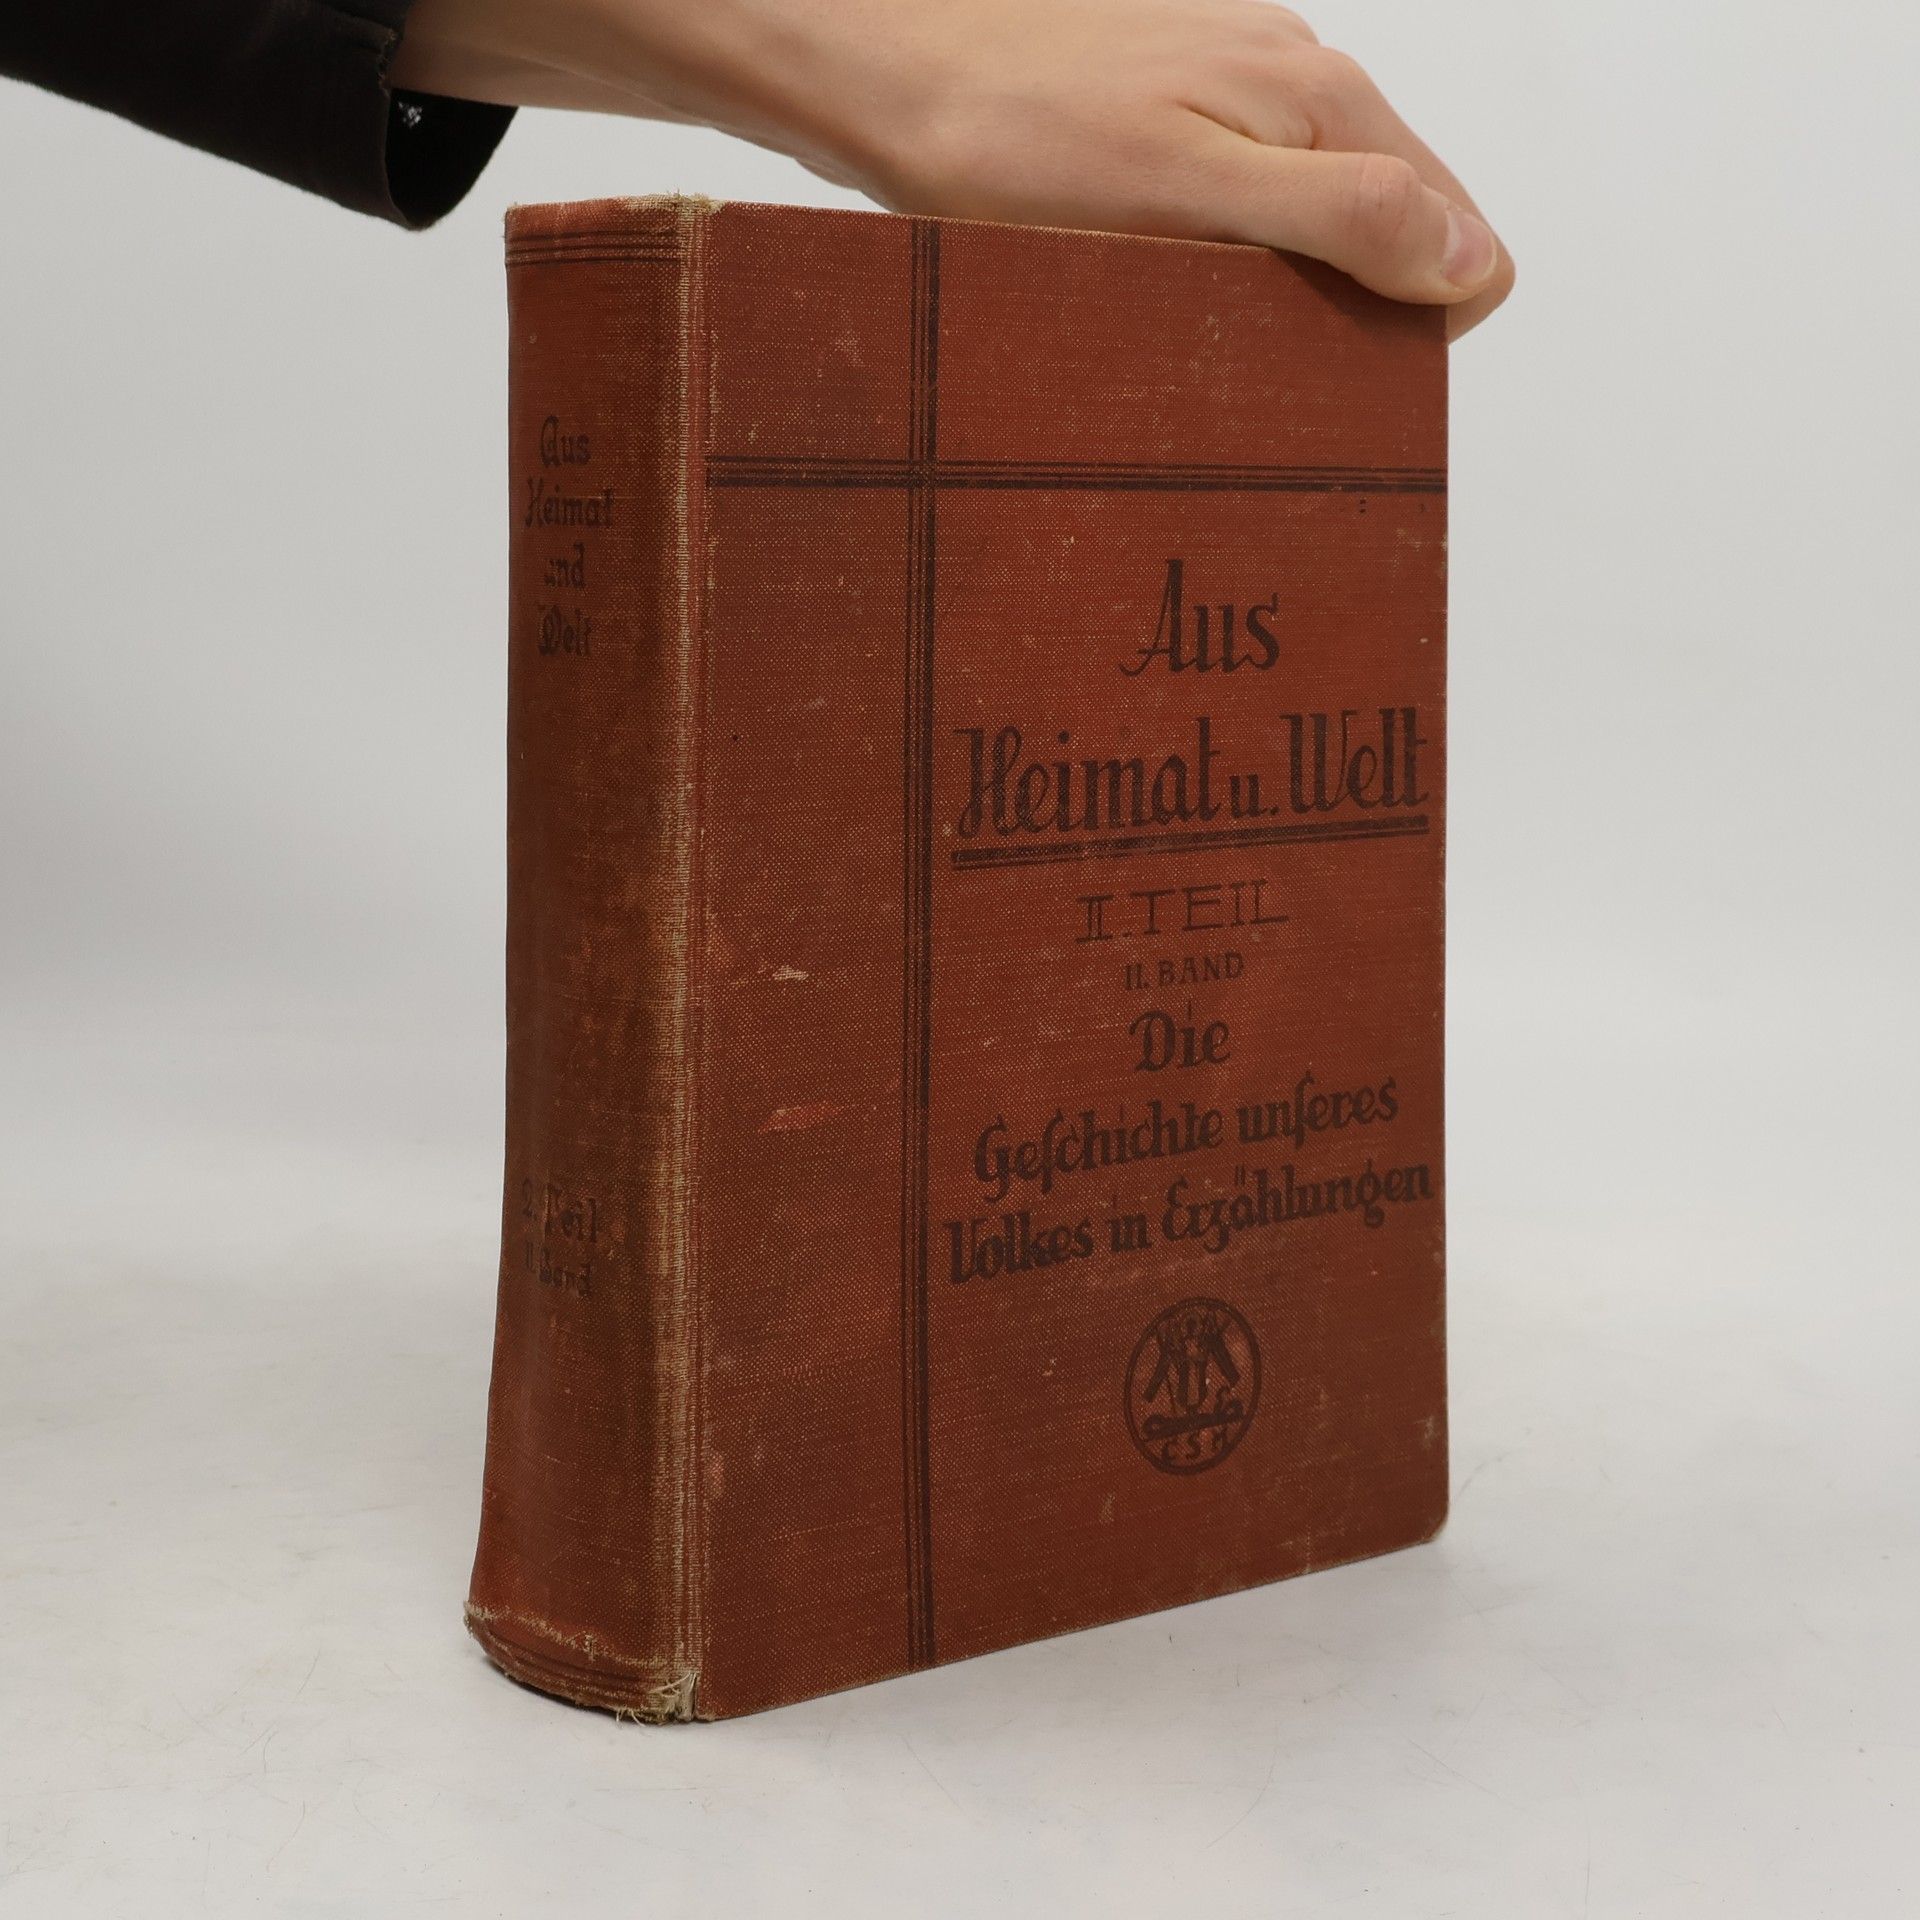 Aus
Heimat
und
Welt
2. Teil
II. Band
Aus
Heimat u. Welt
II. TEIL
II. BAND
Die
Geſchichte unſeres
Volkes in Erzählungen
CSM